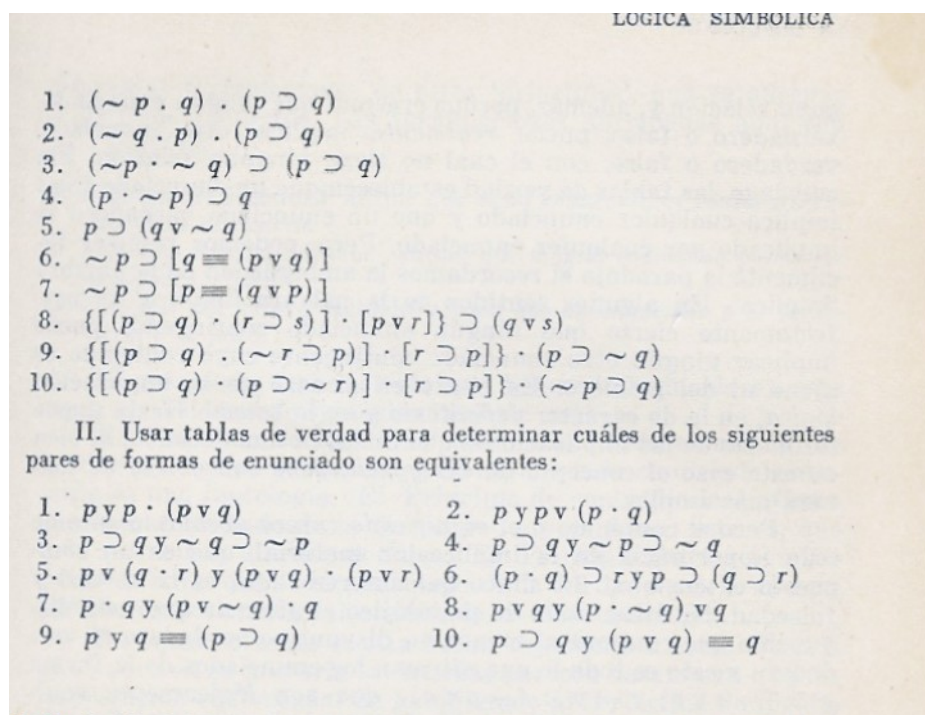 LÓGICA SIMBÓLICA
1. (∼ p . q) . (p ⊃ q)
2. (∼ q . p) . (p ⊃ q)
3. (∼p · ∼ q) ⊃ (p ⊃ q)
4. (p · ∼p) ⊃ q
5. p ⊃ (q v ∼ q)
6. ∼ p ⊃ [q ≡ (p v q)]
7. ∼ p ⊃ [p ≡ (q v p)]
8. {[(p ⊃ q) . (r ⊃ s)] . [p v r]} ⊃ (q v s)
9. {[(p ⊃ q) · (∼ r ⊃ p)] · [r ⊃ p]} · (p ⊃ ∼ q)
10. {[(p ⊃ q) · (p ⊃ ∼ r)] · [r ⊃ p]} · (∼ p ⊃ q)
II. Usar tablas de verdad para determinar cuáles de los siguientes
pares de formas de enunciado son equivalentes:
1. p y p · (p v q) 2. p y p v (p · q)
3. p ⊃ q y ∼ q ⊃ ∼ p 4. p ⊃ q y ∼ p ⊃ ∼ q
5. p v (q · r) y (p v q) · (p v r) 6. (p · q) ⊃ r y p ⊃ (q ⊃ r)
7. p · q y (p v ∼ q) · q 8. p v q y (p · ∼ q) v q
9. p y q ≡ (p ⊃ q) 10. p ⊃ q y (p v q) ≡ q